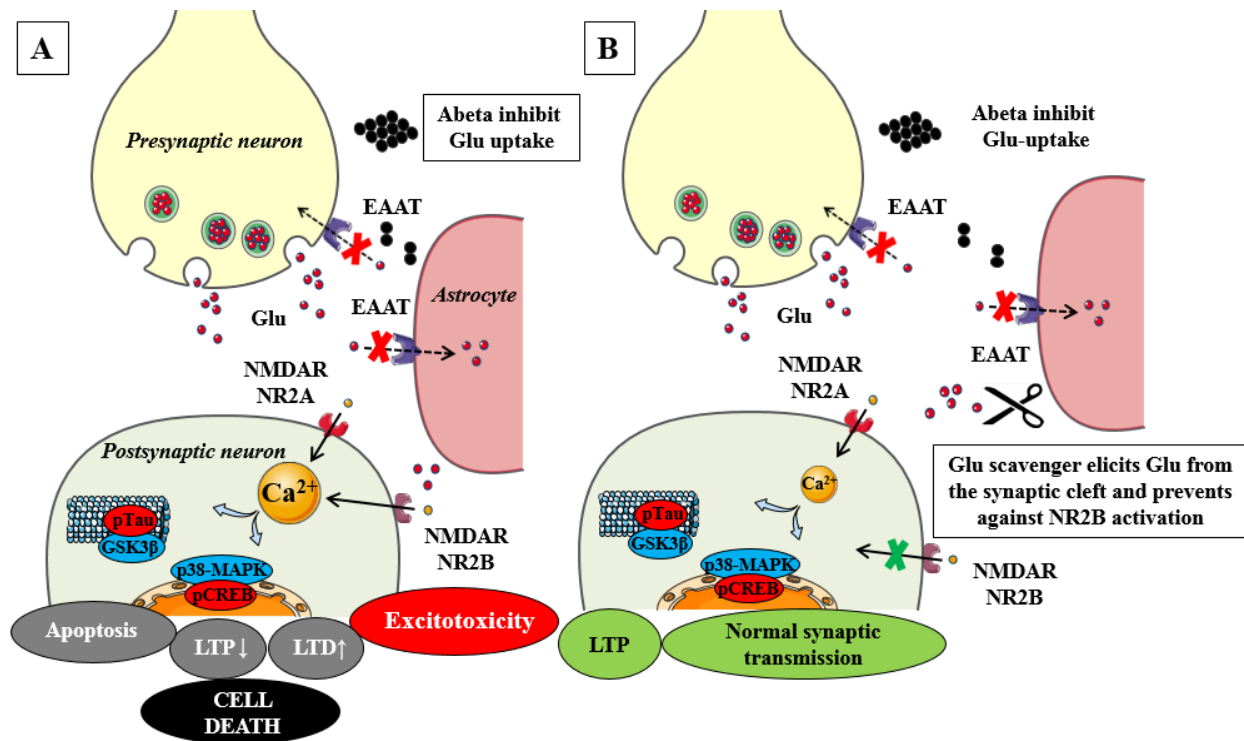 A
Abeta inhibit
Glu uptake
Presynaptic neuron
EAAT
Glu
EAAT
Astrocyte
NMDAR
NR2A
Postsynaptic neuron
Ca²⁺
pTau
GSK3β
NMDAR
NR2B
p38-MAPK
pCREB
Apoptosis
LTP↓
LTD↑
Excitotoxicity
CELL
DEATH
B
Abeta inhibit
Glu-uptake
EAAT
Glu
EAAT
NMDAR
NR2A
Glu scavenger elicits Glu from
the synaptic cleft and prevents
against NR2B activation
Ca²⁺
pTau
GSK3β
p38-MAPK
pCREB
NMDAR
NR2B
LTP
Normal synaptic
transmission